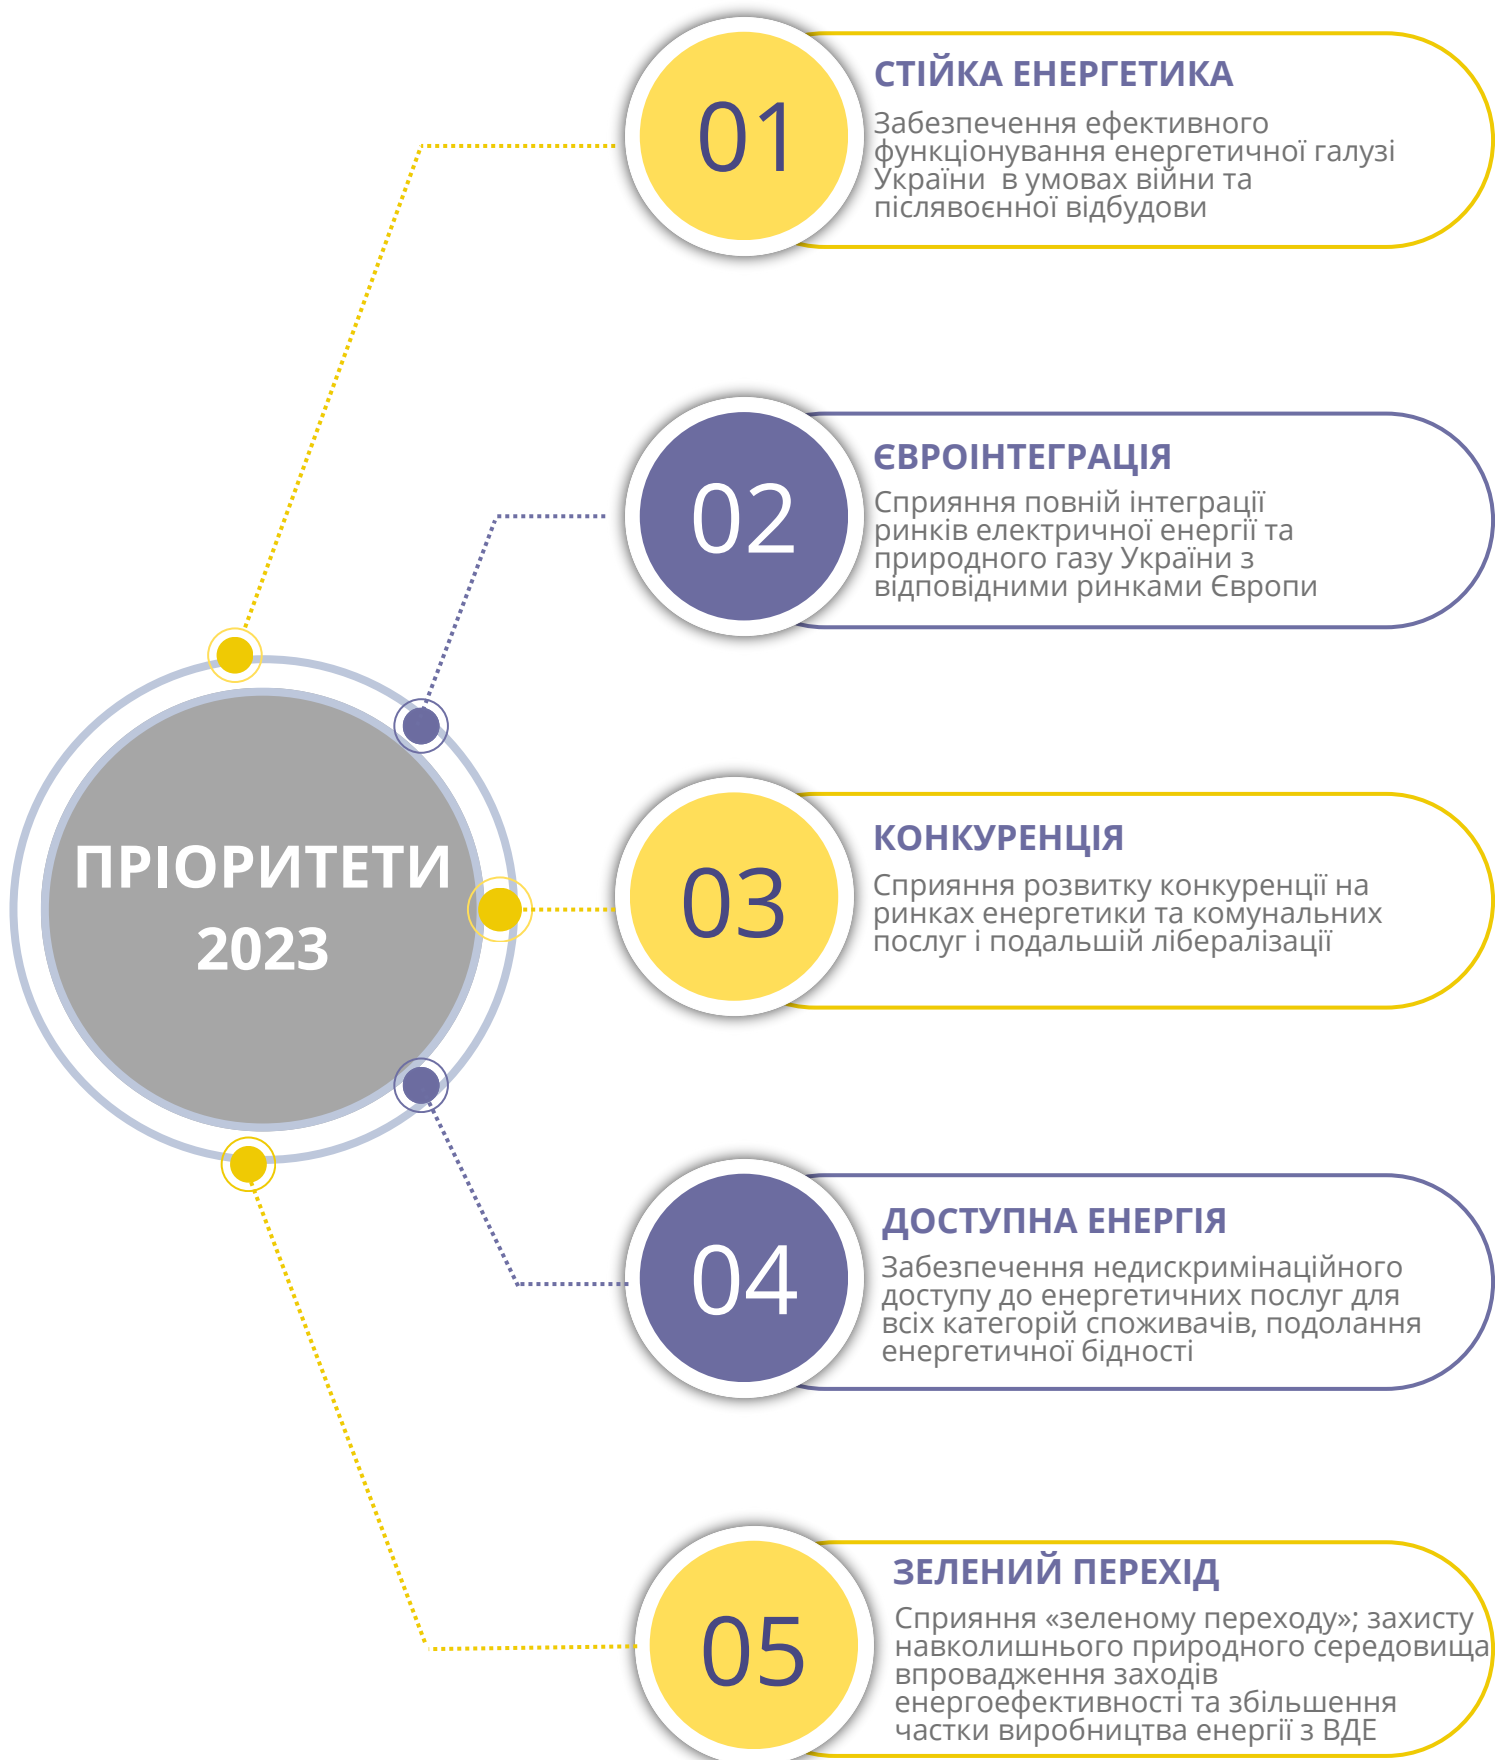 ПРІОРИТЕТИ
2023
01
СТІЙКА ЕНЕРГЕТИКА
Забезпечення ефективного
функціонування енергетичної галузі
України  в умовах війни та
післявоєнної відбудови
02
ЄВРОІНТЕГРАЦІЯ
Сприяння повній інтеграції
ринків електричної енергії та
природного газу України з
відповідними ринками Європи
03
КОНКУРЕНЦІЯ
Сприяння розвитку конкуренції на
ринках енергетики та комунальних
послуг і подальшій лібералізації
04
ДОСТУПНА ЕНЕРГІЯ
Забезпечення недискримінаційного
доступу до енергетичних послуг для
всіх категорій споживачів, подолання
енергетичної бідності
05
ЗЕЛЕНИЙ ПЕРЕХІД
Сприяння «зеленому переходу»; захисту
навколишнього природного середовища
впровадження заходів
енергоефективності та збільшення
частки виробництва енергії з ВДЕ